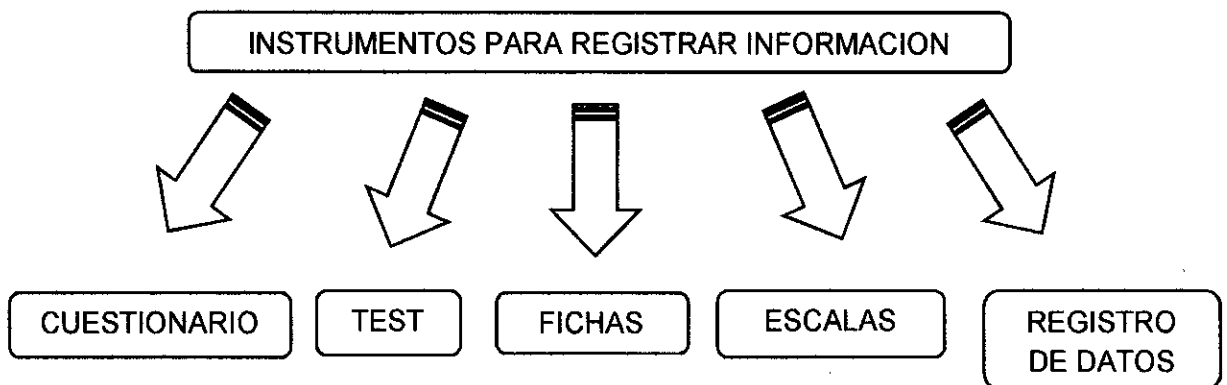 INSTRUMENTOS PARA REGISTRAR INFORMACION
CUESTIONARIO
TEST
FICHAS
ESCALAS
REGISTRO
DE DATOS